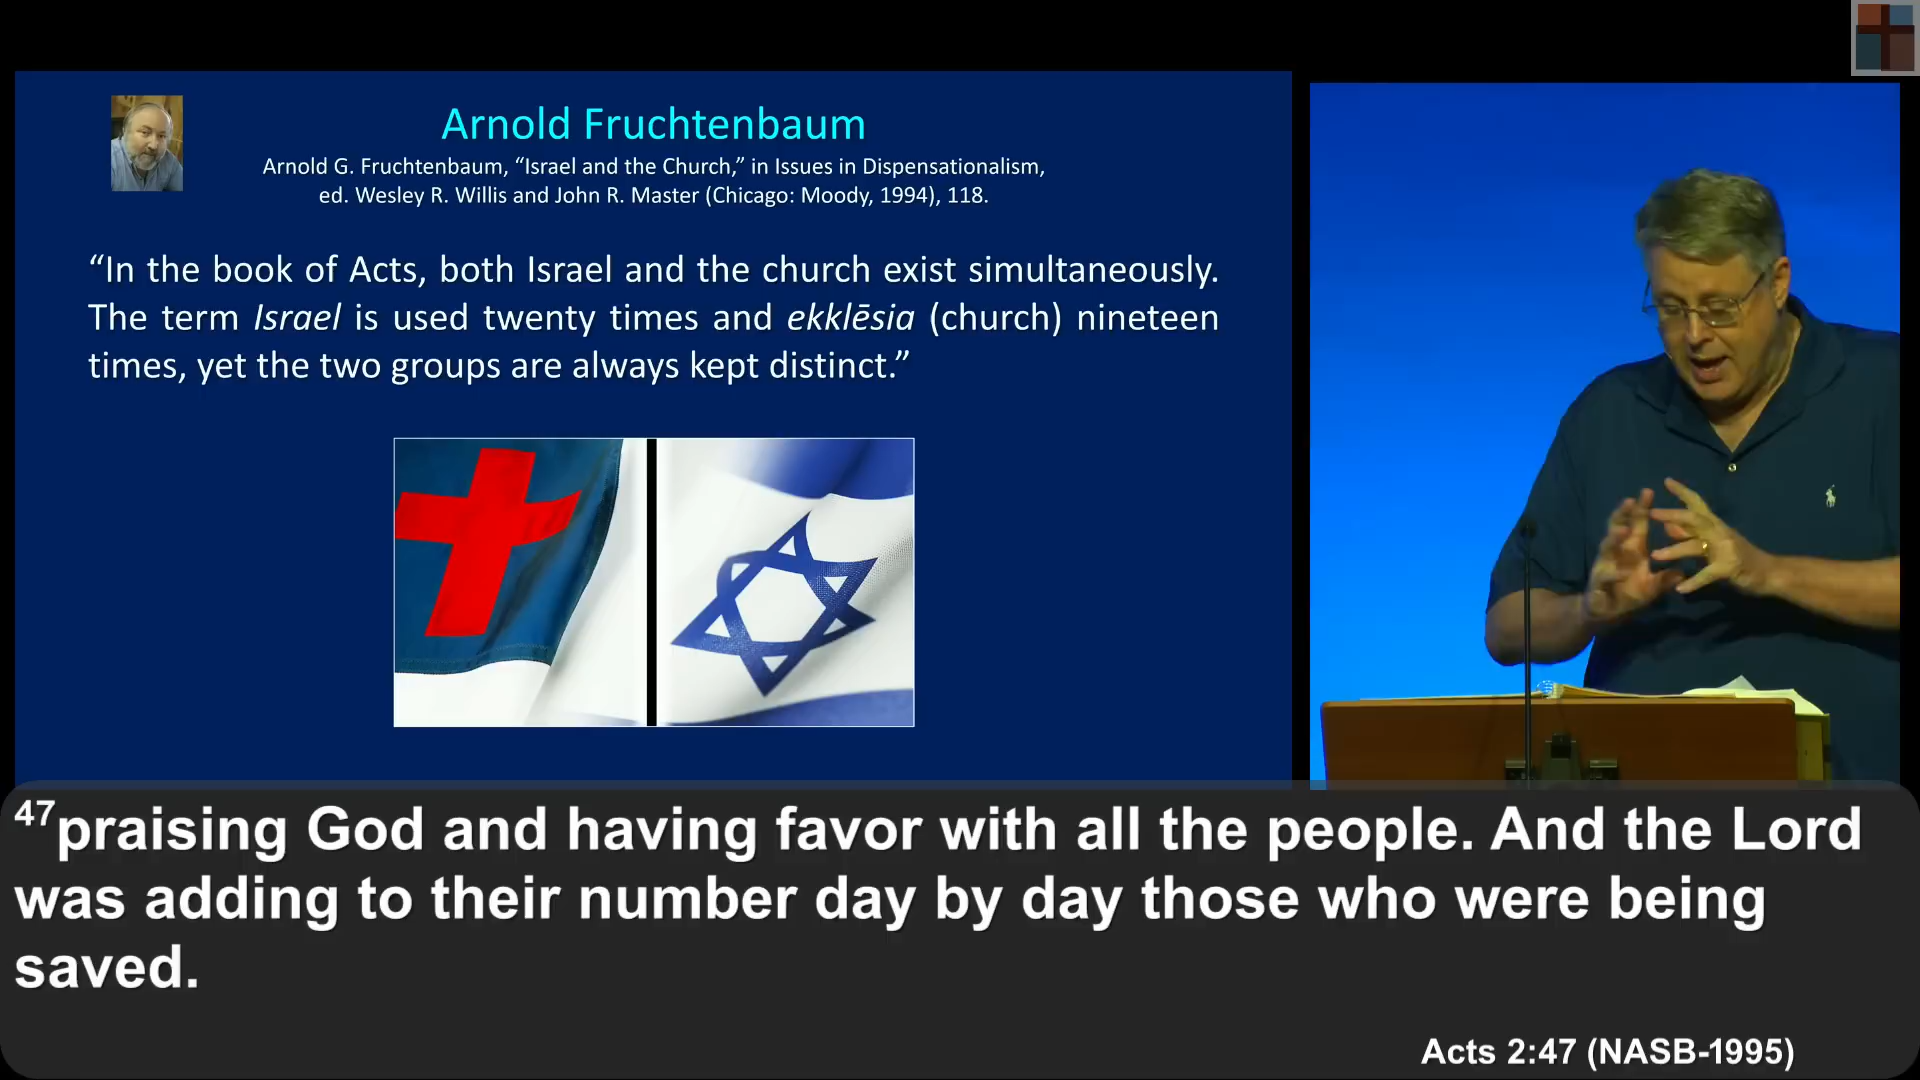 Arnold Fruchtenbaum
Arnold G. Fruchtenbaum, “Israel and the Church,” in Issues in Dispensationalism,
ed. Wesley R. Willis and John R. Master (Chicago: Moody, 1994), 118.
“In the book of Acts, both Israel and the church exist simultaneously.
The term Israel is used twenty times and ekklēsia (church) nineteen
times, yet the two groups are always kept distinct.”
47praising God and having favor with all the people. And the Lord
was adding to their number day by day those who were being
saved.
Acts 2:47 (NASB-1995)